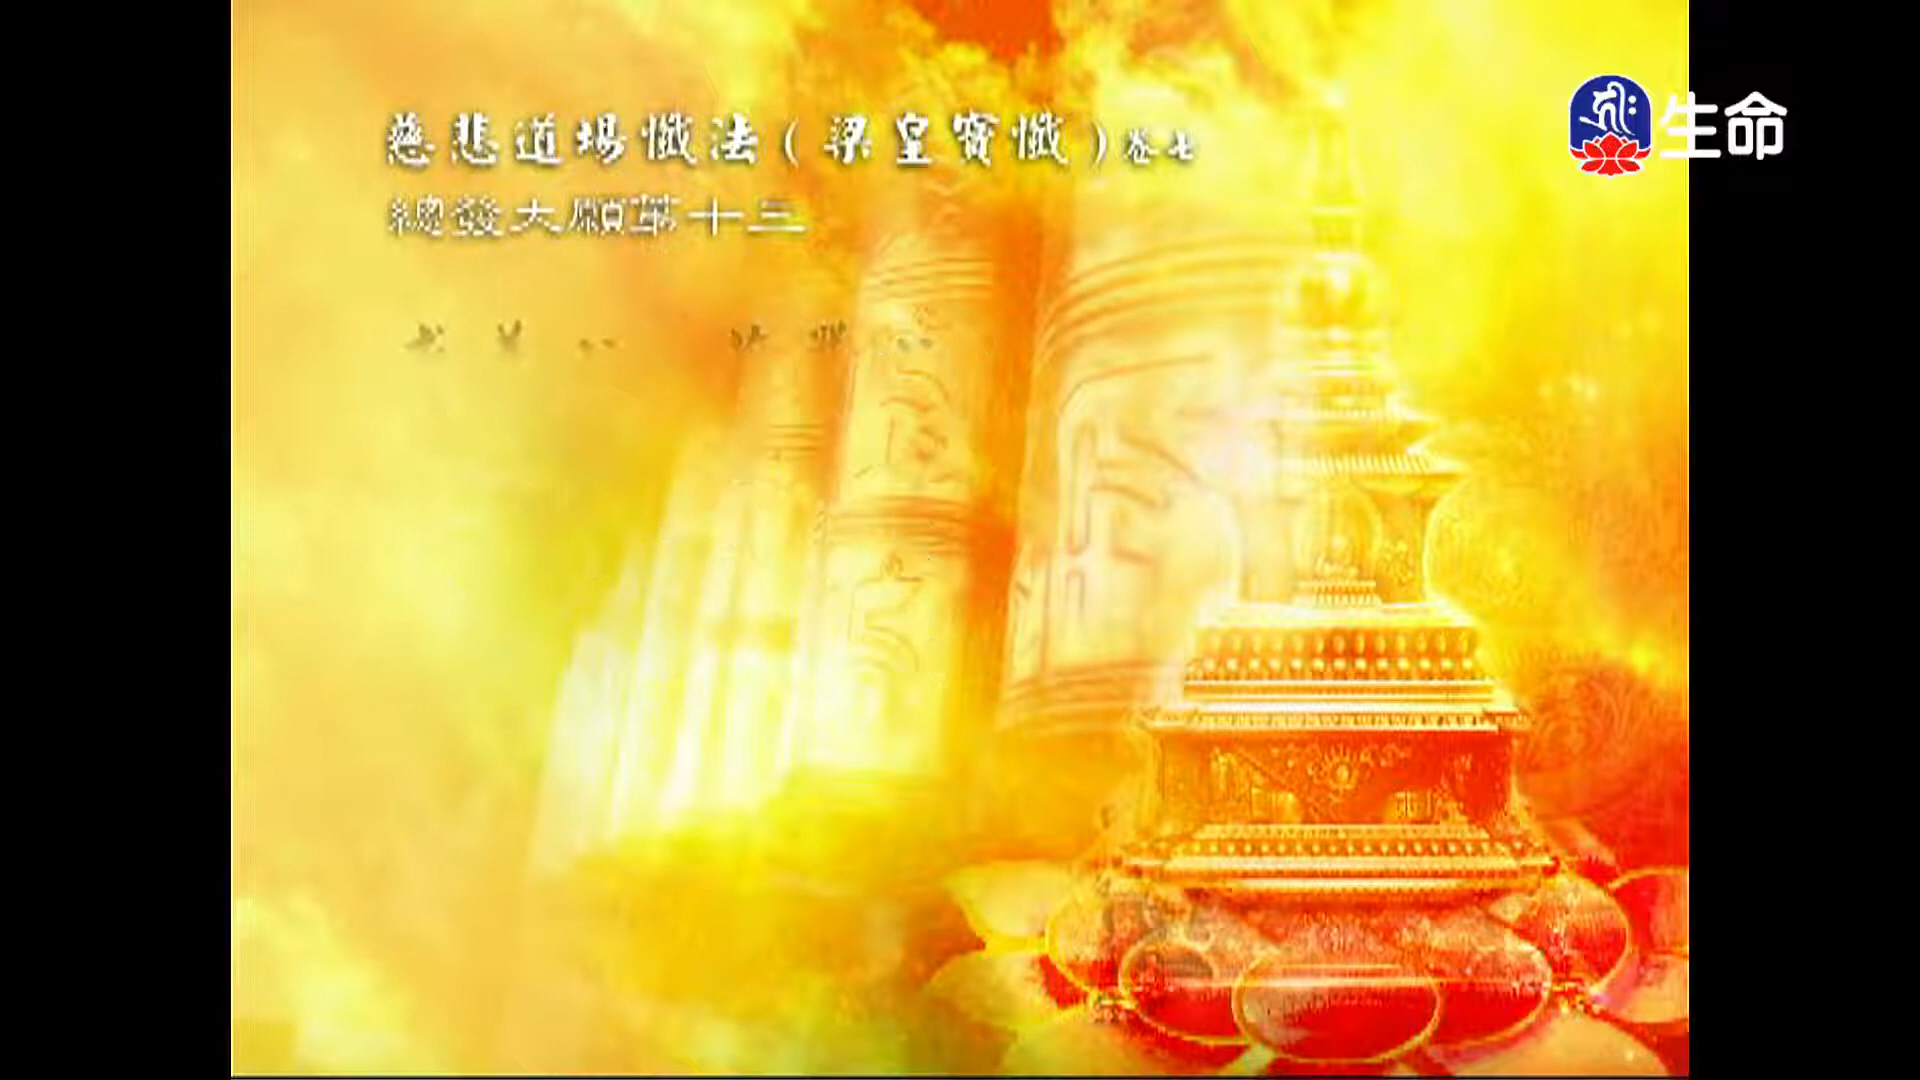 慈悲道場懺法(梁皇寶懺)卷七
生命
總發大願第十三